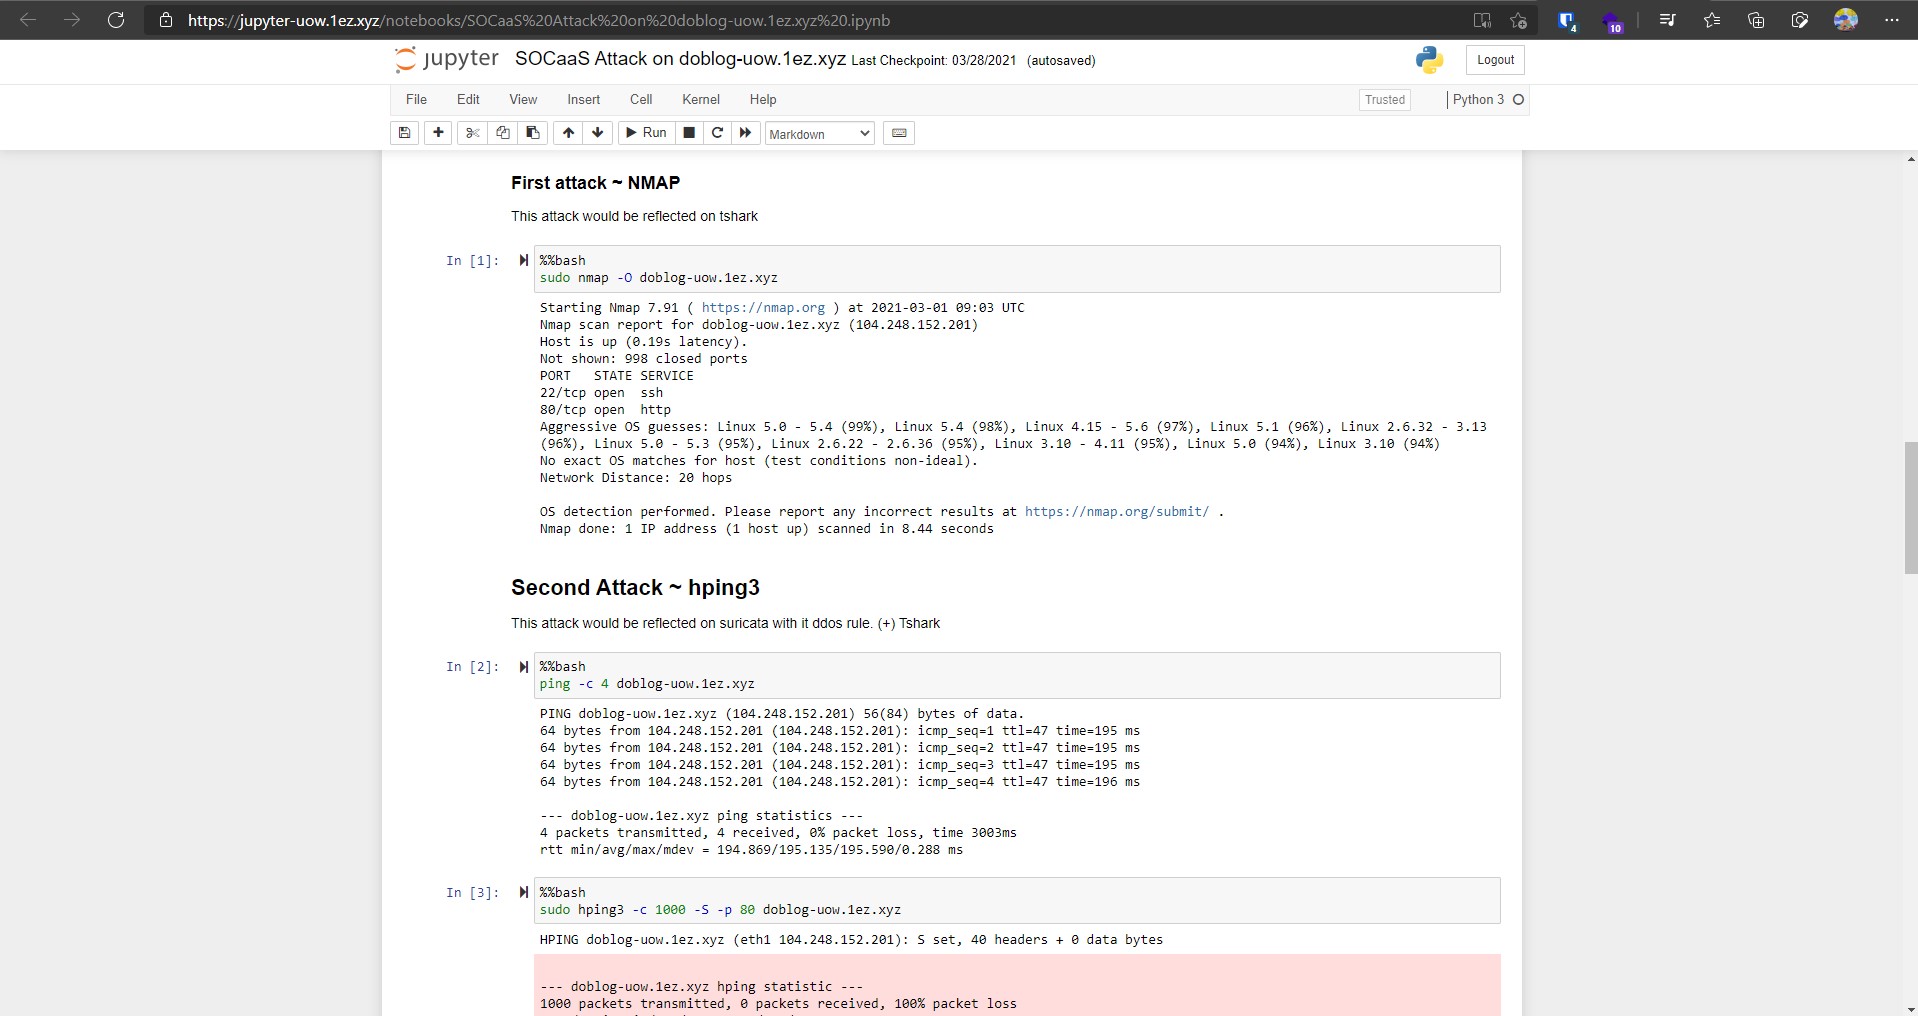 https://jupyter-uow.1ez.xyz/notebooks/SOCaaS%20Attack%20on%20doblog-uow.1ez.xyz%20.ipynb
4
10
jupyter SOCaaS Attack on doblog-uow.1ez.xyz Last Checkpoint: 03/28/2021 (autosaved)
Logout
File Edit View Insert Cell Kernel Help
Trusted
Python 3
Run
Markdown
First attack ~ NMAP
This attack would be reflected on tshark
In [1]:
%%bash
sudo nmap -O doblog-uow.1ez.xyz
Starting Nmap 7.91 ( https://nmap.org ) at 2021-03-01 09:03 UTC
Nmap scan report for doblog-uow.1ez.xyz (104.248.152.201)
Host is up (0.19s latency).
Not shown: 998 closed ports
PORT   STATE SERVICE
22/tcp open  ssh
80/tcp open  http
Aggressive OS guesses: Linux 5.0 - 5.4 (99%), Linux 5.4 (98%), Linux 4.15 - 5.6 (97%), Linux 5.1 (96%), Linux 2.6.32 - 3.13
(96%), Linux 5.0 - 5.3 (95%), Linux 2.6.22 - 2.6.36 (95%), Linux 3.10 - 4.11 (95%), Linux 5.0 (94%), Linux 3.10 (94%)
No exact OS matches for host (test conditions non-ideal).
Network Distance: 20 hops
OS detection performed. Please report any incorrect results at https://nmap.org/submit/ .
Nmap done: 1 IP address (1 host up) scanned in 8.44 seconds
Second Attack ~ hping3
This attack would be reflected on suricata with it ddos rule. (+) Tshark
In [2]:
%%bash
ping -c 4 doblog-uow.1ez.xyz
PING doblog-uow.1ez.xyz (104.248.152.201) 56(84) bytes of data.
64 bytes from 104.248.152.201 (104.248.152.201): icmp_seq=1 ttl=47 time=195 ms
64 bytes from 104.248.152.201 (104.248.152.201): icmp_seq=2 ttl=47 time=195 ms
64 bytes from 104.248.152.201 (104.248.152.201): icmp_seq=3 ttl=47 time=195 ms
64 bytes from 104.248.152.201 (104.248.152.201): icmp_seq=4 ttl=47 time=196 ms
--- doblog-uow.1ez.xyz ping statistics ---
4 packets transmitted, 4 received, 0% packet loss, time 3003ms
rtt min/avg/max/mdev = 194.869/195.135/195.590/0.288 ms
In [3]:
%%bash
sudo hping3 -c 1000 -S -p 80 doblog-uow.1ez.xyz
HPING doblog-uow.1ez.xyz (eth1 104.248.152.201): S set, 40 headers + 0 data bytes
--- doblog-uow.1ez.xyz hping statistic ---
1000 packets transmitted, 0 packets received, 100% packet loss